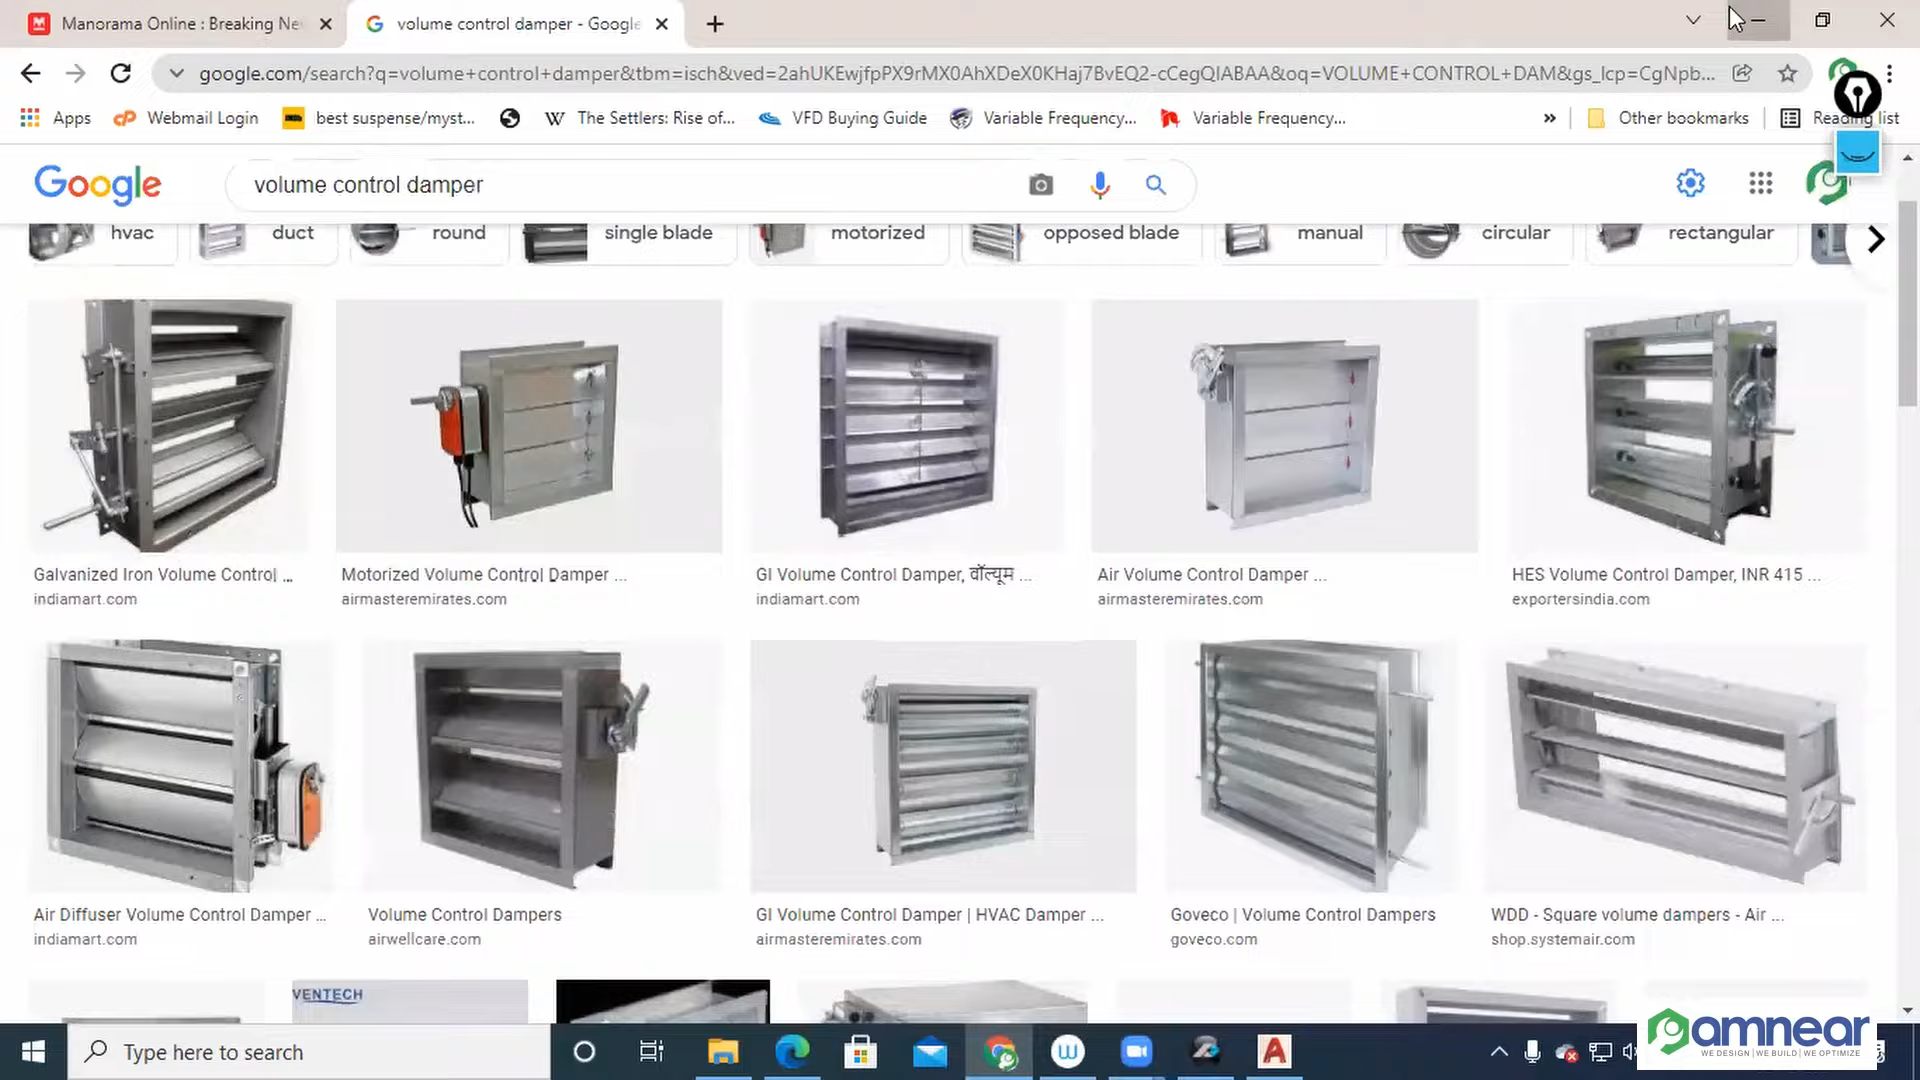 Manorama Online : Breaking Ne
volume control damper - Google
google.com/search?q=volume+control+damper&tbm=isch&ved=2ahUKEwjfpPX9rMX0AhXDeX0KHaj7BvEQ2-cCegQIABAA&oq=VOLUME+CONTROL+DAM&gs_lcp=CgNpb...
Apps
Webmail Login
best suspense/myst...
The Settlers: Rise of...
VFD Buying Guide
Variable Frequency...
Variable Frequency...
»
Other bookmarks
Reading list
Google
volume control damper
hvac
duct
round
single blade
motorized
opposed blade
manual
circular
rectangular
Galvanized Iron Volume Control ...
indiamart.com
Motorized Volume Control Damper ...
airmasteremirates.com
GI Volume Control Damper, वॉल्यूम ...
indiamart.com
Air Volume Control Damper ...
airmasteremirates.com
HES Volume Control Damper, INR 415 ...
exportersindia.com
Air Diffuser Volume Control Damper ...
indiamart.com
Volume Control Dampers
airwellcare.com
GI Volume Control Damper | HVAC Damper ...
airmasteremirates.com
Goveco | Volume Control Dampers
goveco.com
WDD - Square volume dampers - Air ...
shop.systemair.com
VENTECH
Type here to search
amnear
WE DESIGN | WE BUILD | WE OPTIMIZE